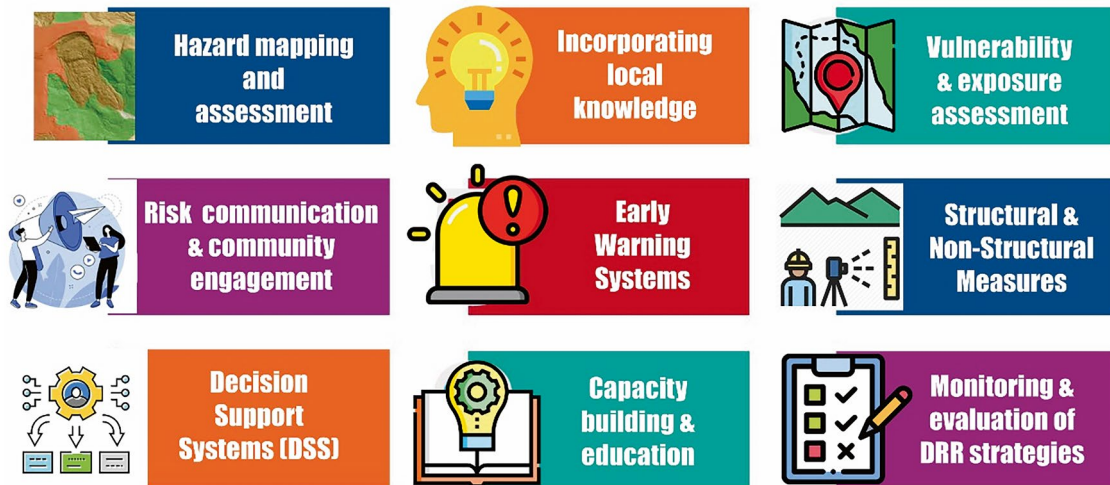 Hazard mapping
and
assessment
Incorporating
local
knowledge
Vulnerability
& exposure
assessment
Risk communication
& community
engagement
Early
Warning
Systems
Structural &
Non-Structural
Measures
Decision
Support
Systems (DSS)
Capacity
building &
education
Monitoring &
evaluation of
DRR strategies